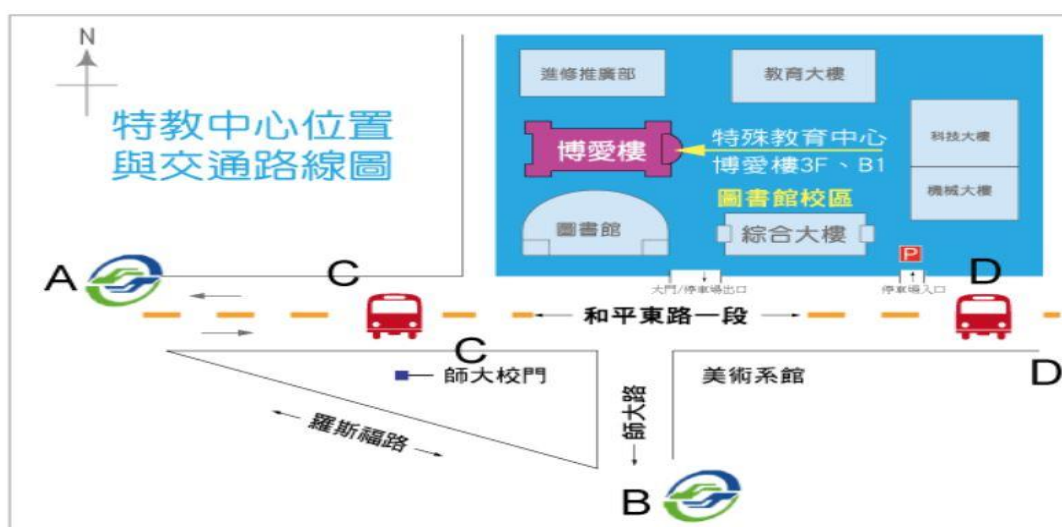 N
特教中心位置
與交通路線圖
進修推廣部
教育大樓
博愛樓
特殊教育中心
博愛樓3F、B1
科技大樓
機械大樓
圖書館校區
圖書館
綜合大樓
P
A
C
D
大門/停車場出口
停車場入口
和平東路一段
C
師大校門
美術系館
D
羅斯福路
師大路
B